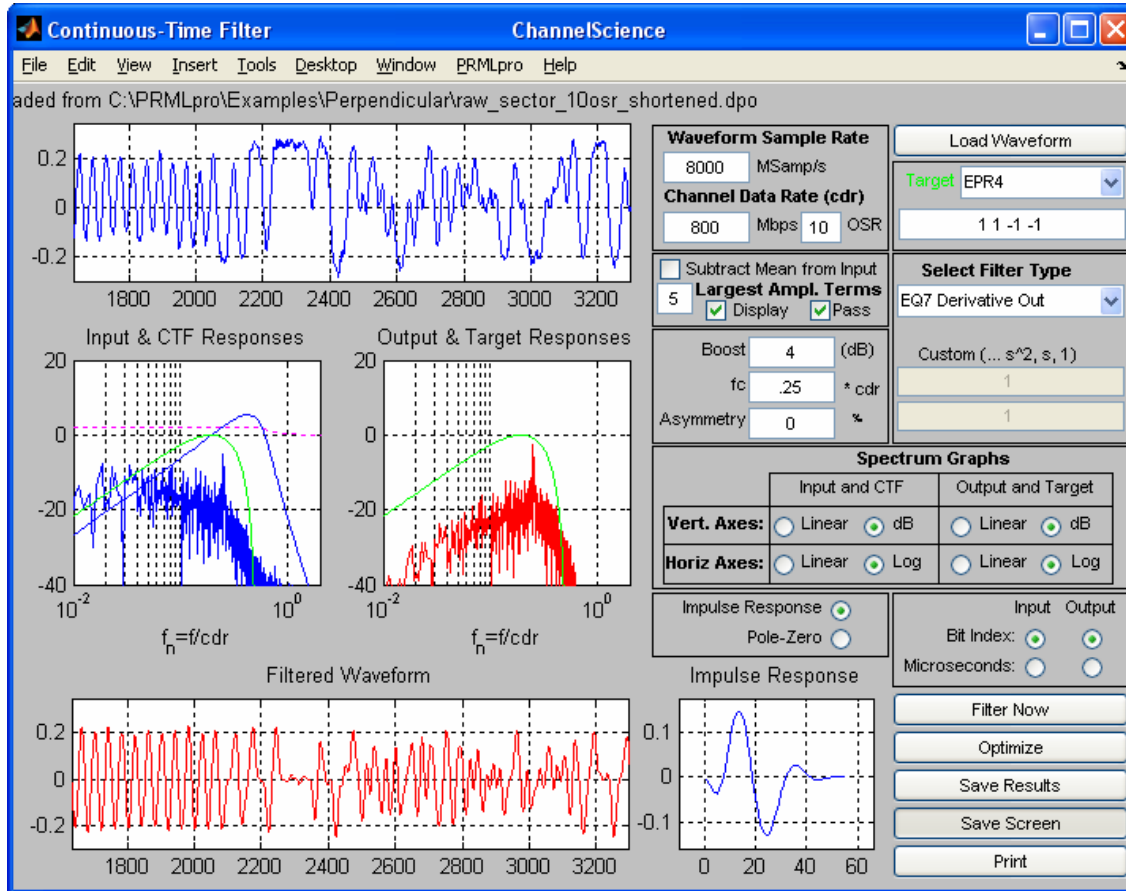 Continuous-Time Filter ChannelScience
File Edit View Insert Tools Desktop Window PRMLpro Help
aded from C:\PRMLpro\Examples\Perpendicular\raw_sector_10osr_shortened.dpo
0.2
0
-0.2
1800 2000 2200 2400 2600 2800 3000 3200
Waveform Sample Rate
8000 MSamp/s
Channel Data Rate (cdr)
800 Mbps 10 OSR
Load Waveform
Target EPR4
1 1 -1 -1
Subtract Mean from Input
5 Largest Ampl. Terms
Display Pass
Select Filter Type
EQ7 Derivative Out
Custom (... s^2, s, 1)
1
1
Boost 4 (dB)
fc .25 * cdr
Asymmetry 0 %
Input & CTF Responses
20
0
-20
-40
10^-2 10^0
f_n=f/cdr
Output & Target Responses
20
0
-20
-40
10^-2 10^0
f_n=f/cdr
Spectrum Graphs
Input and CTF Output and Target
Vert. Axes: Linear dB Linear dB
Horiz Axes: Linear Log Linear Log
Impulse Response
Pole-Zero
Input Output
Bit Index:
Microseconds:
Filtered Waveform
0.2
0
-0.2
1800 2000 2200 2400 2600 2800 3000 3200
Impulse Response
0.1
0
-0.1
0 20 40 60
Filter Now
Optimize
Save Results
Save Screen
Print